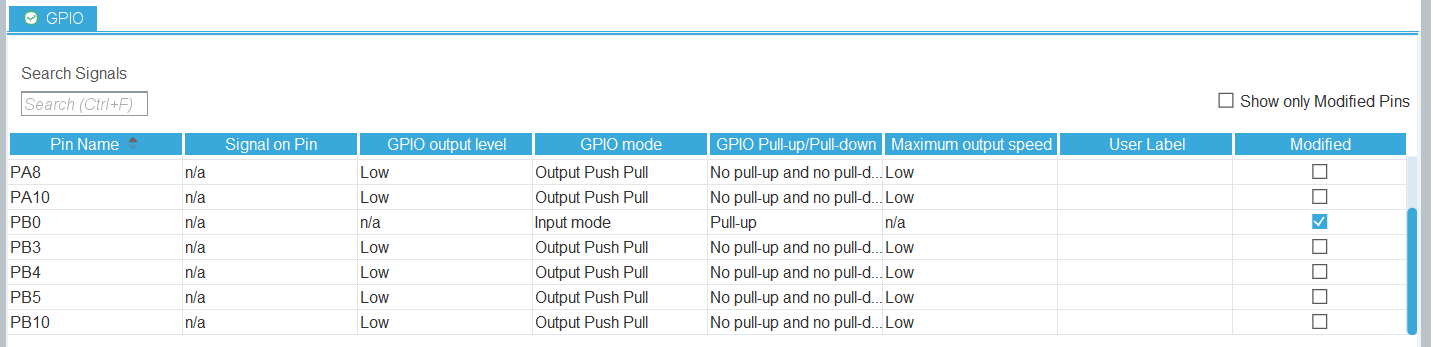 GPIO
Search Signals
Search (Ctrl+F)
Show only Modified Pins
Pin Name Signal on Pin GPIO output level GPIO mode GPIO Pull-up/Pull-down Maximum output speed User Label Modified
PA8 n/a Low Output Push Pull No pull-up and no pull-d... Low
PA10 n/a Low Output Push Pull No pull-up and no pull-d... Low
PB0 n/a n/a Input mode Pull-up n/a
PB3 n/a Low Output Push Pull No pull-up and no pull-d... Low
PB4 n/a Low Output Push Pull No pull-up and no pull-d... Low
PB5 n/a Low Output Push Pull No pull-up and no pull-d... Low
PB10 n/a Low Output Push Pull No pull-up and no pull-d... Low